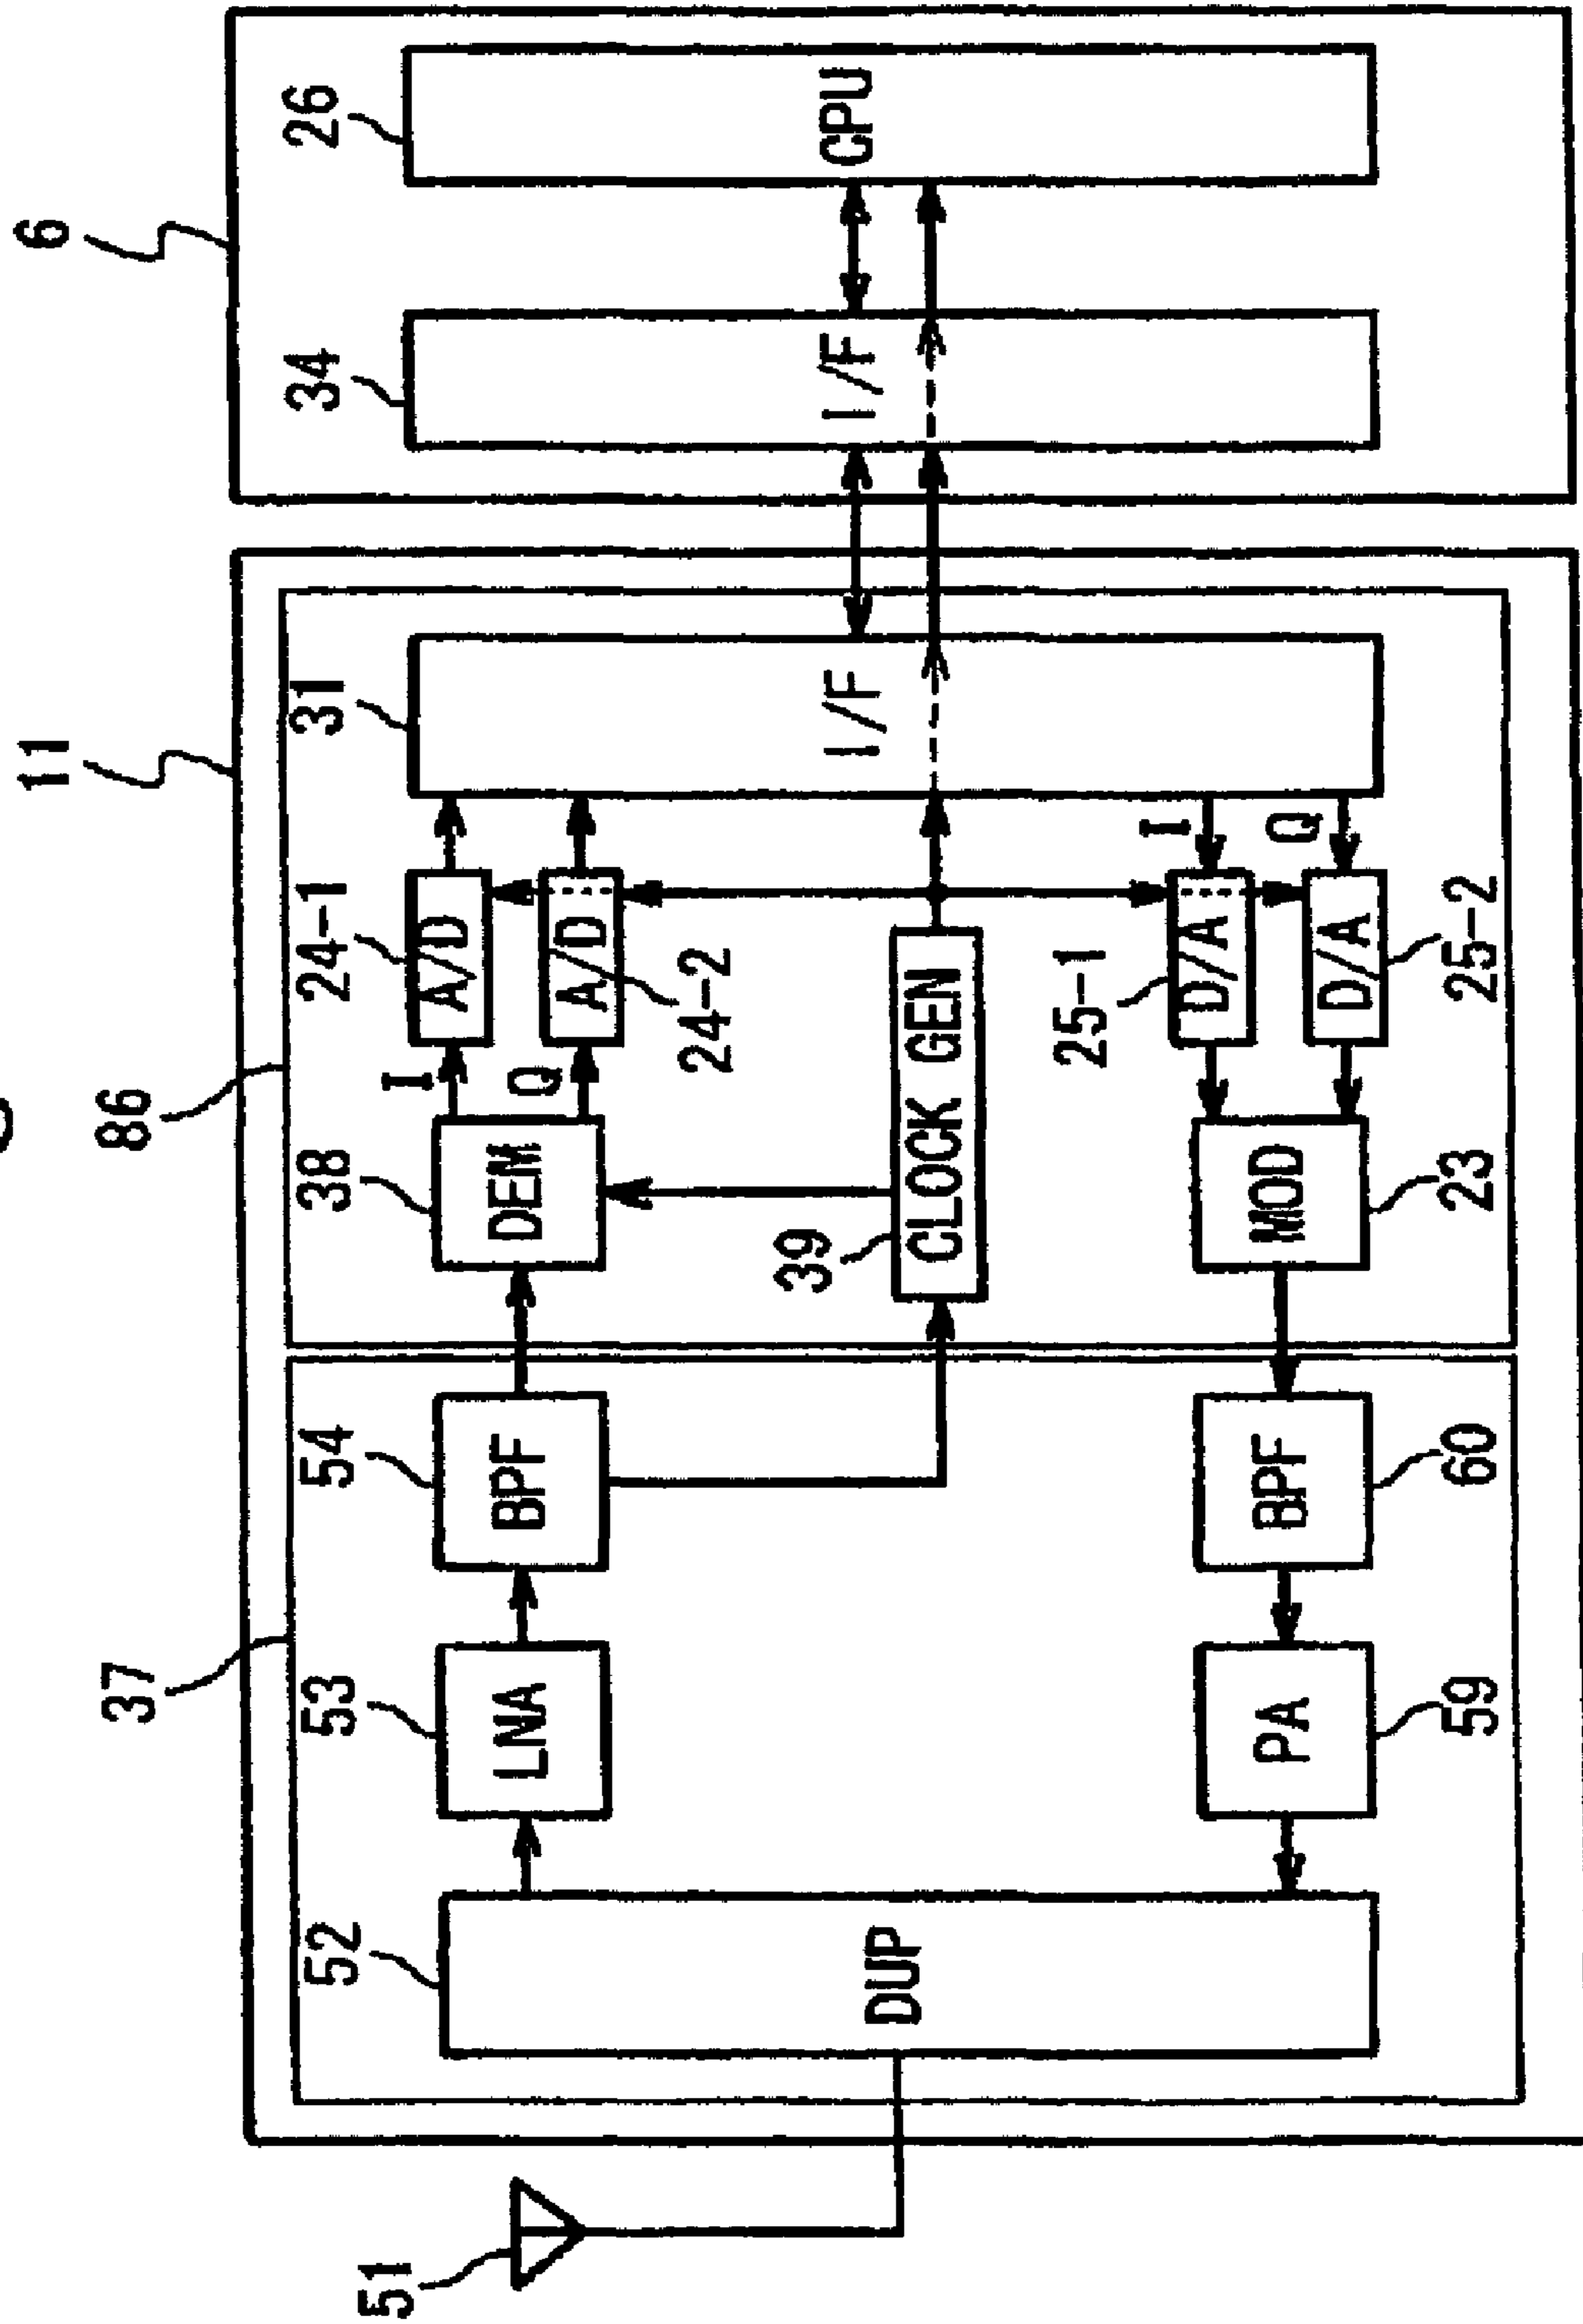 6
26
CPU
34
I/F
11
86
31
I/F
24-1
A/D
I
24-2
A/D
Q
38
DEM
39
CLOCK GEN
I
Q
25-1
D/A
25-2
D/A
MOD
23
37
54
BPF
53
LNA
52
DUP
BPF
60
PA
59
51